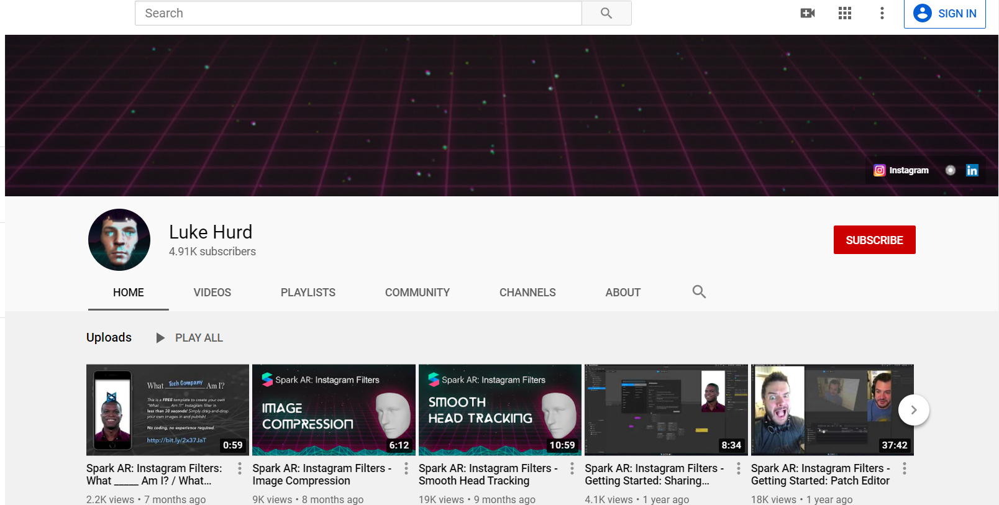 Search
SIGN IN
Instagram
in
Luke Hurd
4.91K subscribers
SUBSCRIBE
HOME
VIDEOS
PLAYLISTS
COMMUNITY
CHANNELS
ABOUT
Uploads
PLAY ALL
What Tech Company Am I?
This is a FREE template to create your own
"What ____ Am I?" Instagram filter in
less than 30 seconds! Simply drag-and-drop
your own images in and publish!
No coding, no experience required.
http://bit.ly/2x37JaT
0:59
Spark AR: Instagram Filters:
What _____ Am I? / What...
2.2K views • 7 months ago
Spark AR: Instagram Filters
IMAGE
COMPRESSION
6:12
Spark AR: Instagram Filters -
Image Compression
9K views • 8 months ago
Spark AR: Instagram Filters
SMOOTH
HEAD TRACKING
10:59
Spark AR: Instagram Filters -
Smooth Head Tracking
19K views • 9 months ago
8:34
Spark AR: Instagram Filters -
Getting Started: Sharing...
4.1K views • 1 year ago
37:42
Spark AR: Instagram Filters -
Getting Started: Patch Editor
18K views • 1 year ago